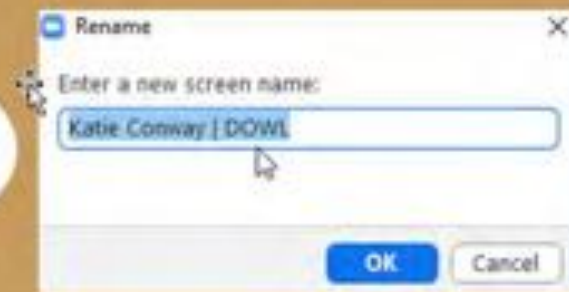 Rename
Enter a new screen name:
Katie Conway | DOWL
OK
Cancel